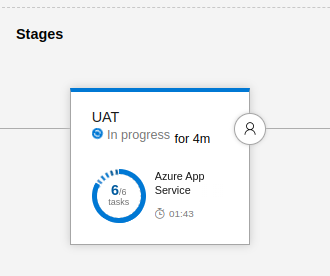 Stages
UAT
In progress for 4m
6/6
tasks
Azure App
Service
01:43